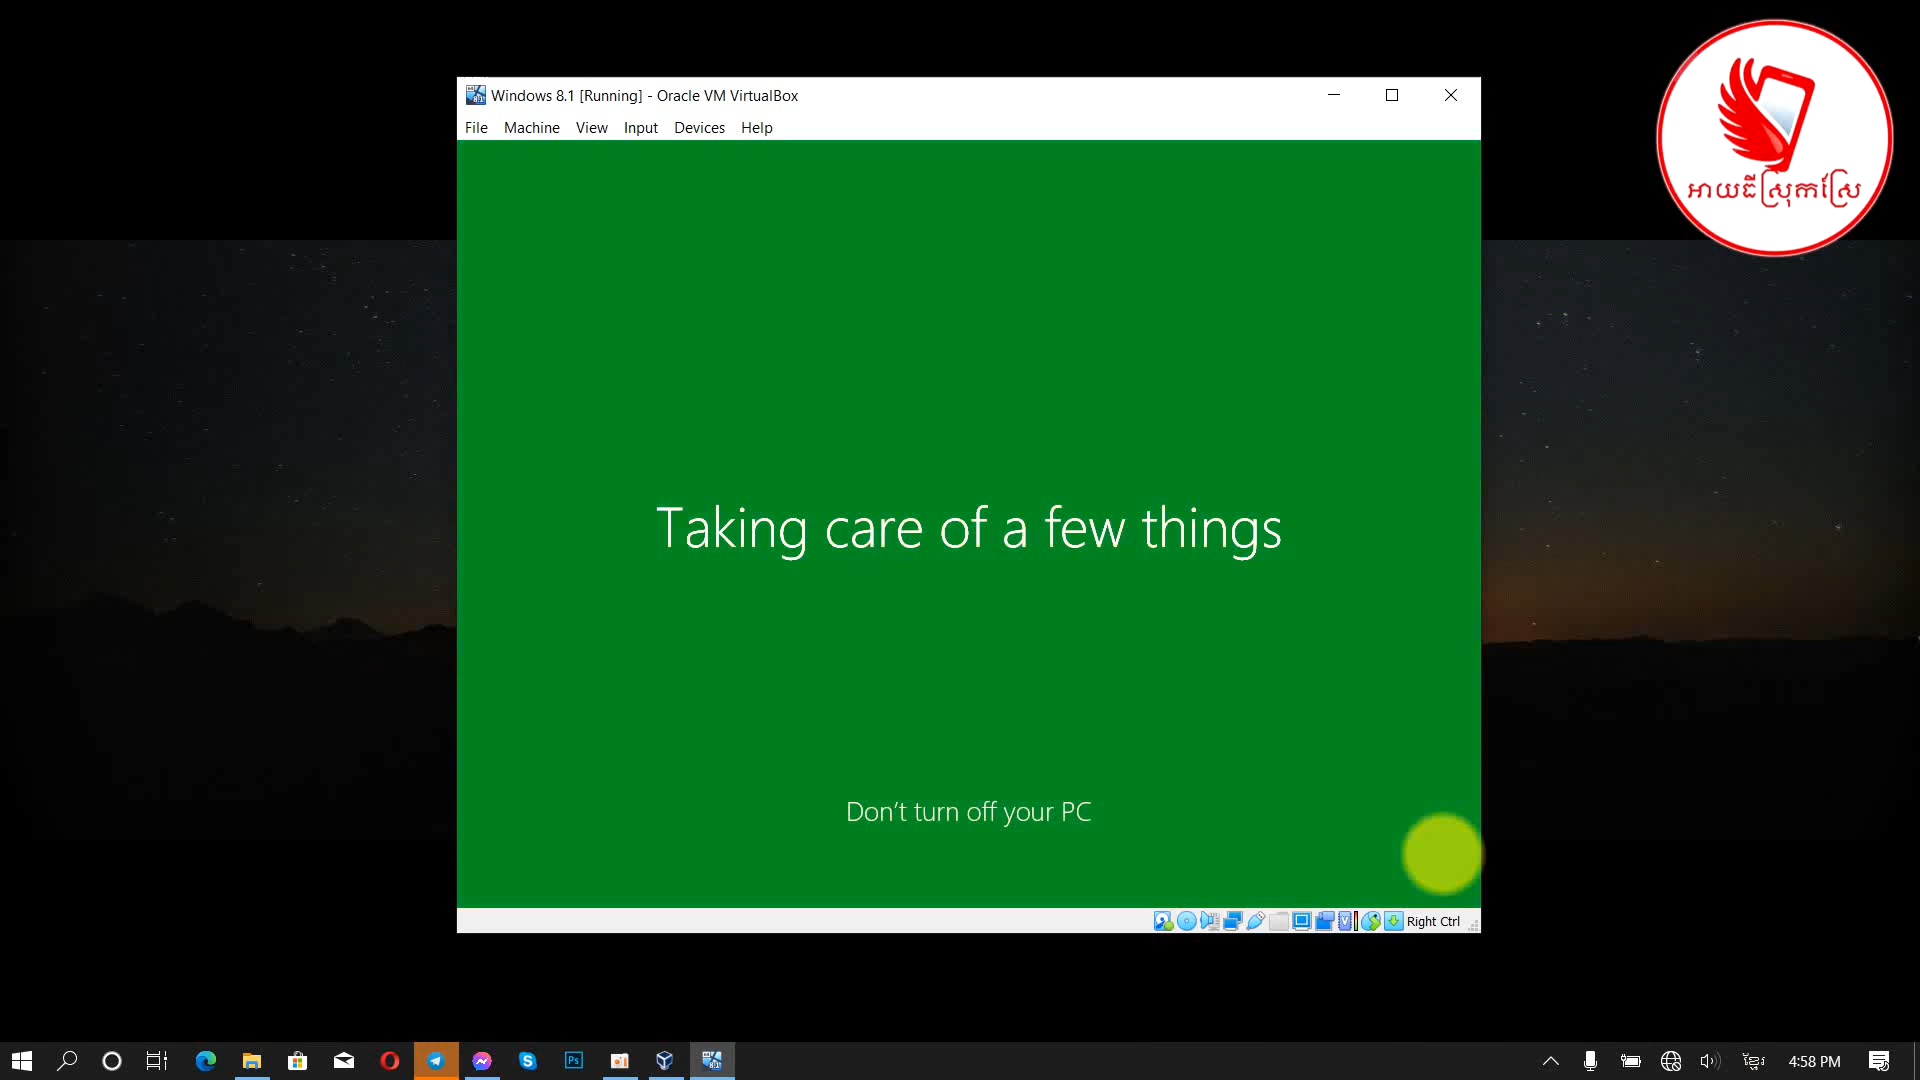 Windows 8.1 [Running] - Oracle VM VirtualBox
File Machine View Input Devices Help
អាយធីស្រុកស្រែ
Taking care of a few things
Don't turn off your PC
Right Ctrl
4:58 PM